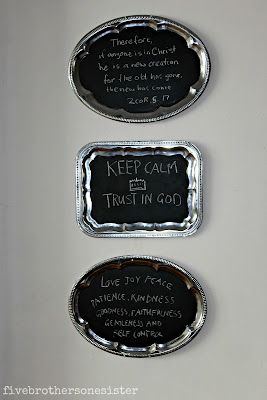 Therefore,
if anyone is in Christ
he is a new creation
for the old has gone,
the new has come
2COR. 5 17
KEEP CALM
TRUST IN GOD
LOVE JOY PEACE
PATIENCE, KINDNESS
GOODNESS, FAITHFULNESS
GENTLENESS AND
SELF CONTROL
fivebrothersonesister